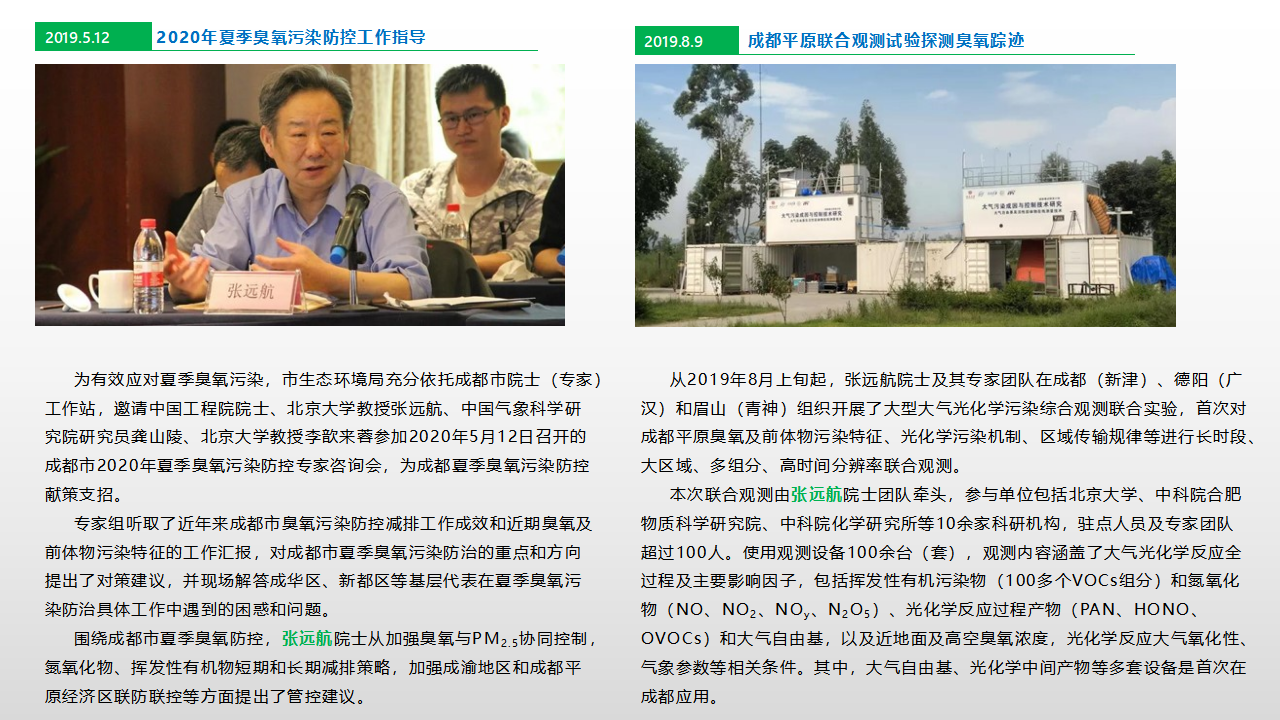 2019.5.12
2020年夏季臭氧污染防控工作指导
张远航
为有效应对夏季臭氧污染，市生态环境局充分依托成都市院士（专家）
工作站，邀请中国工程院院士、北京大学教授张远航、中国气象科学研
究院研究员龚山陵、北京大学教授李歆来蓉参加2020年5月12日召开的
成都市2020年夏季臭氧污染防控专家咨询会，为成都夏季臭氧污染防控
献策支招。
专家组听取了近年来成都市臭氧污染防控减排工作成效和近期臭氧及
前体物污染特征的工作汇报，对成都市夏季臭氧污染防治的重点和方向
提出了对策建议，并现场解答成华区、新都区等基层代表在夏季臭氧污
染防治具体工作中遇到的困惑和问题。
围绕成都市夏季臭氧防控，张远航院士从加强臭氧与PM2.5协同控制，
氮氧化物、挥发性有机物短期和长期减排策略，加强成渝地区和成都平
原经济区联防联控等方面提出了管控建议。
2019.8.9
成都平原联合观测试验探测臭氧踪迹
大气污染成因与控制技术研究
大气污染成因与控制技术研究
从2019年8月上旬起，张远航院士及其专家团队在成都（新津）、德阳（广
汉）和眉山（青神）组织开展了大型大气光化学污染综合观测联合实验，首次对
成都平原臭氧及前体物污染特征、光化学污染机制、区域传输规律等进行长时段、
大区域、多组分、高时间分辨率联合观测。
本次联合观测由张远航院士团队牵头，参与单位包括北京大学、中科院合肥
物质科学研究院、中科院化学研究所等10余家科研机构，驻点人员及专家团队
超过100人。使用观测设备100余台（套），观测内容涵盖了大气光化学反应全
过程及主要影响因子，包括挥发性有机污染物（100多个VOCs组分）和氮氧化
物（NO、NO₂、NOy、N₂O₅）、光化学反应过程产物（PAN、HONO、
OVOCs）和大气自由基，以及近地面及高空臭氧浓度，光化学反应大气氧化性、
气象参数等相关条件。其中，大气自由基、光化学中间产物等多套设备是首次在
成都应用。